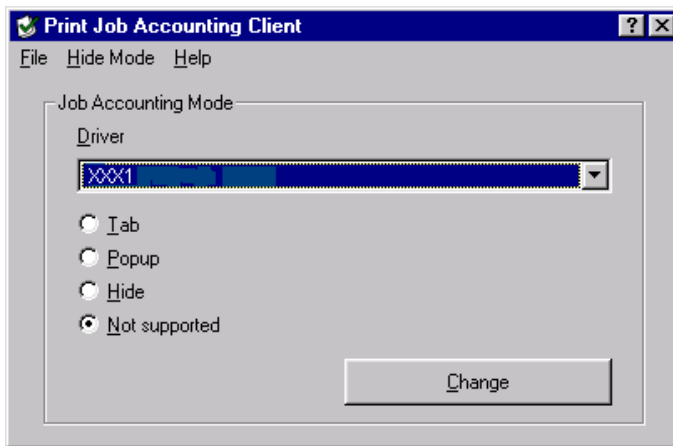 Print Job Accounting Client
File Hide Mode Help
Job Accounting Mode
Driver
XXX1
Tab
Popup
Hide
Not supported
Change